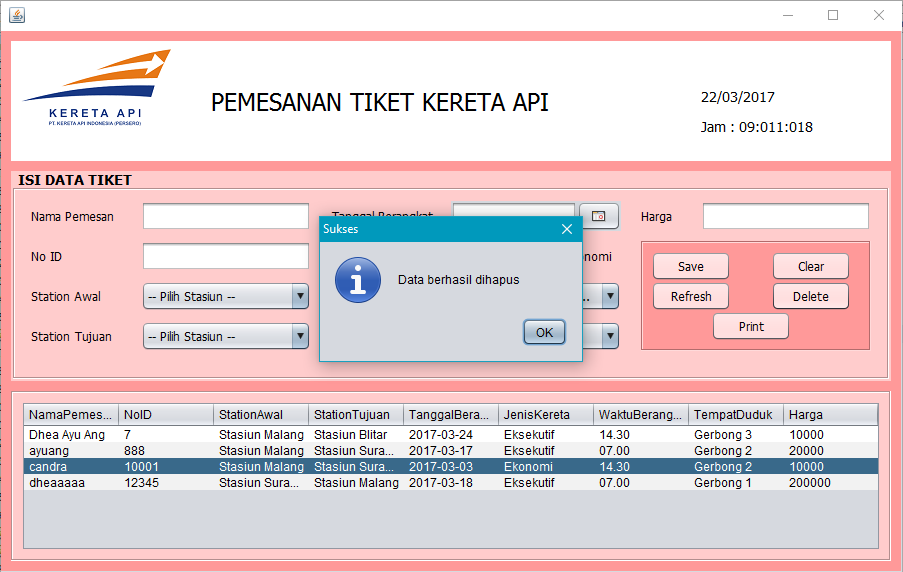 KERETA API
PT. KERETA API INDONESIA (PERSERO)
PEMESANAN TIKET KERETA API
22/03/2017
Jam : 09:011:018
ISI DATA TIKET
Nama Pemesan
Tanggal Berangkat
Harga
No ID
Station Awal
-- Pilih Stasiun --
Station Tujuan
-- Pilih Stasiun --
Sukses
Data berhasil dihapus
OK
Save
Clear
Refresh
Delete
Print
NamaPemes... NoID StationAwal StationTujuan TanggalBera... JenisKereta WaktuBerang... TempatDuduk Harga
Dhea Ayu Ang 7 Stasiun Malang Stasiun Blitar 2017-03-24 Eksekutif 14.30 Gerbong 3 10000
ayuang 888 Stasiun Malang Stasiun Sura... 2017-03-17 Eksekutif 07.00 Gerbong 2 20000
candra 10001 Stasiun Malang Stasiun Sura... 2017-03-03 Ekonomi 14.30 Gerbong 2 10000
dheaaaaa 12345 Stasiun Sura... Stasiun Malang 2017-03-18 Eksekutif 07.00 Gerbong 1 200000